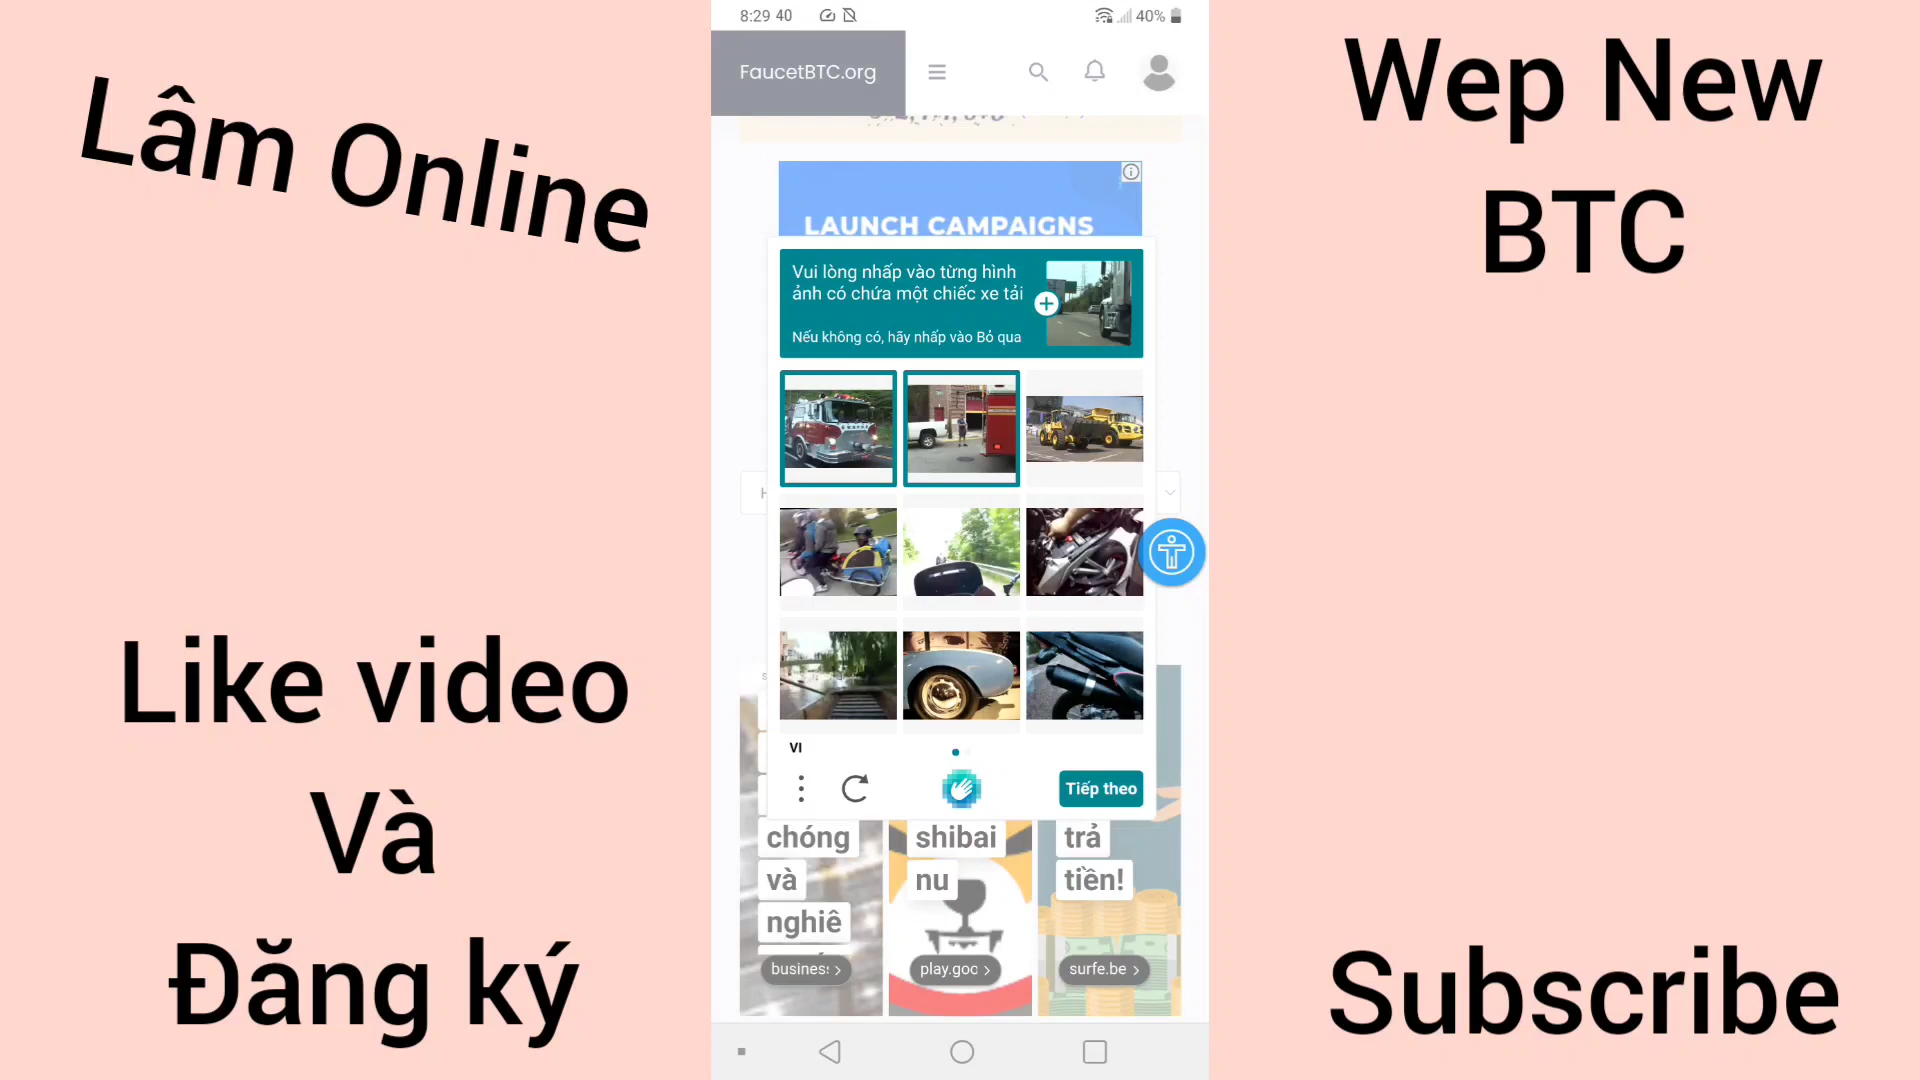 Lâm Online
Wep New
BTC
8:29 40
40%
FaucetBTC.org
LAUNCH CAMPAIGNS
Vui lòng nhấp vào từng hình
ảnh có chứa một chiếc xe tải
Nếu không có, hãy nhấp vào Bỏ qua
H
VI
Tiếp theo
chóng
và
nghiê
shibai
nu
trả
tiền!
business
play.goo
surfe.be
Like video
Và
Đăng ký
Subscribe